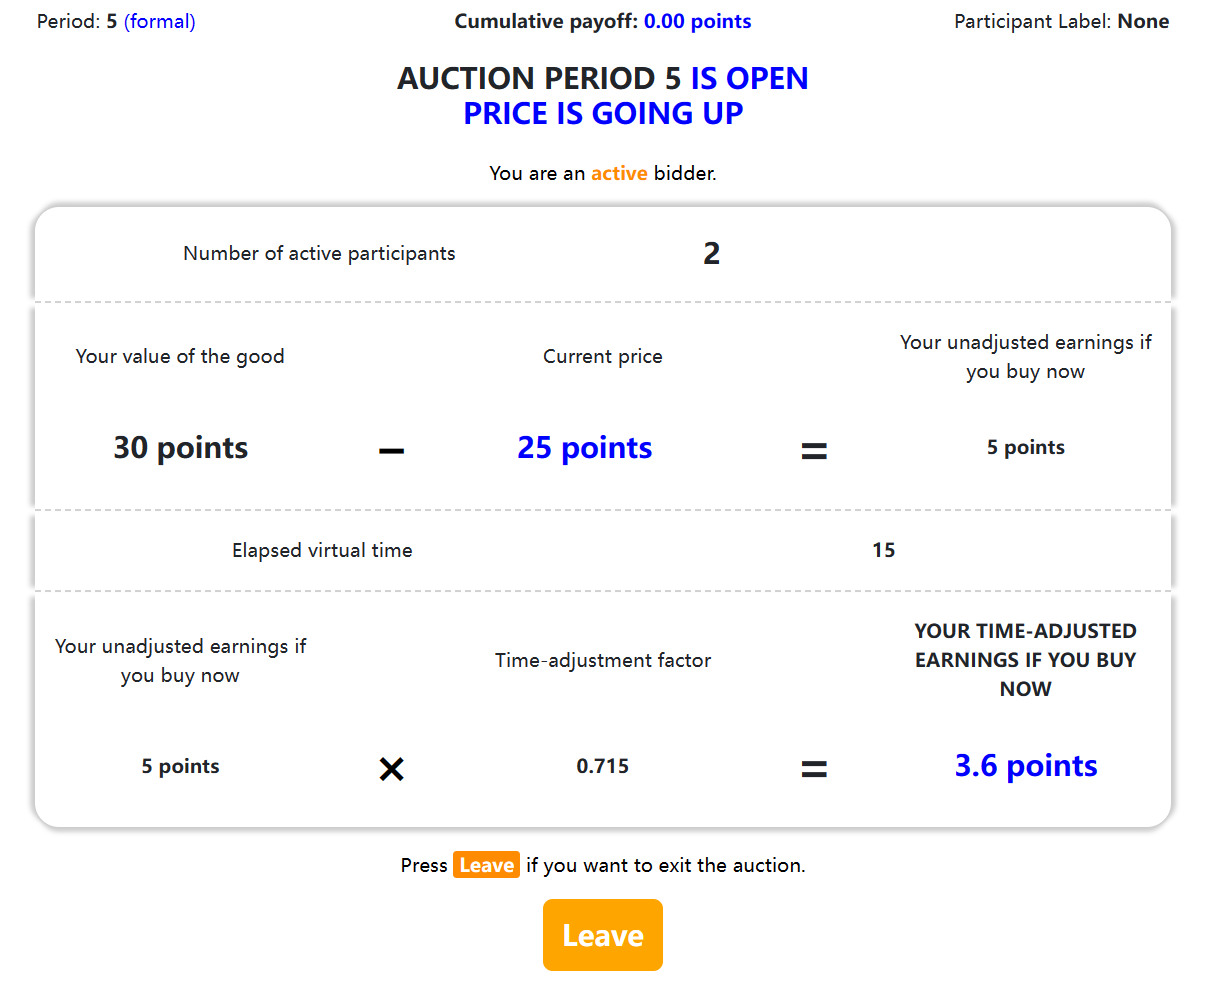 Period: 5 (formal)
Cumulative payoff: 0.00 points
Participant Label: None
AUCTION PERIOD 5 IS OPEN
PRICE IS GOING UP
You are an active bidder.
Number of active participants
2
Your value of the good
Current price
Your unadjusted earnings if
you buy now
30 points
−
25 points
=
5 points
Elapsed virtual time
15
Your unadjusted earnings if
you buy now
Time-adjustment factor
YOUR TIME-ADJUSTED
EARNINGS IF YOU BUY
NOW
5 points
×
0.715
=
3.6 points
Press Leave if you want to exit the auction.
Leave